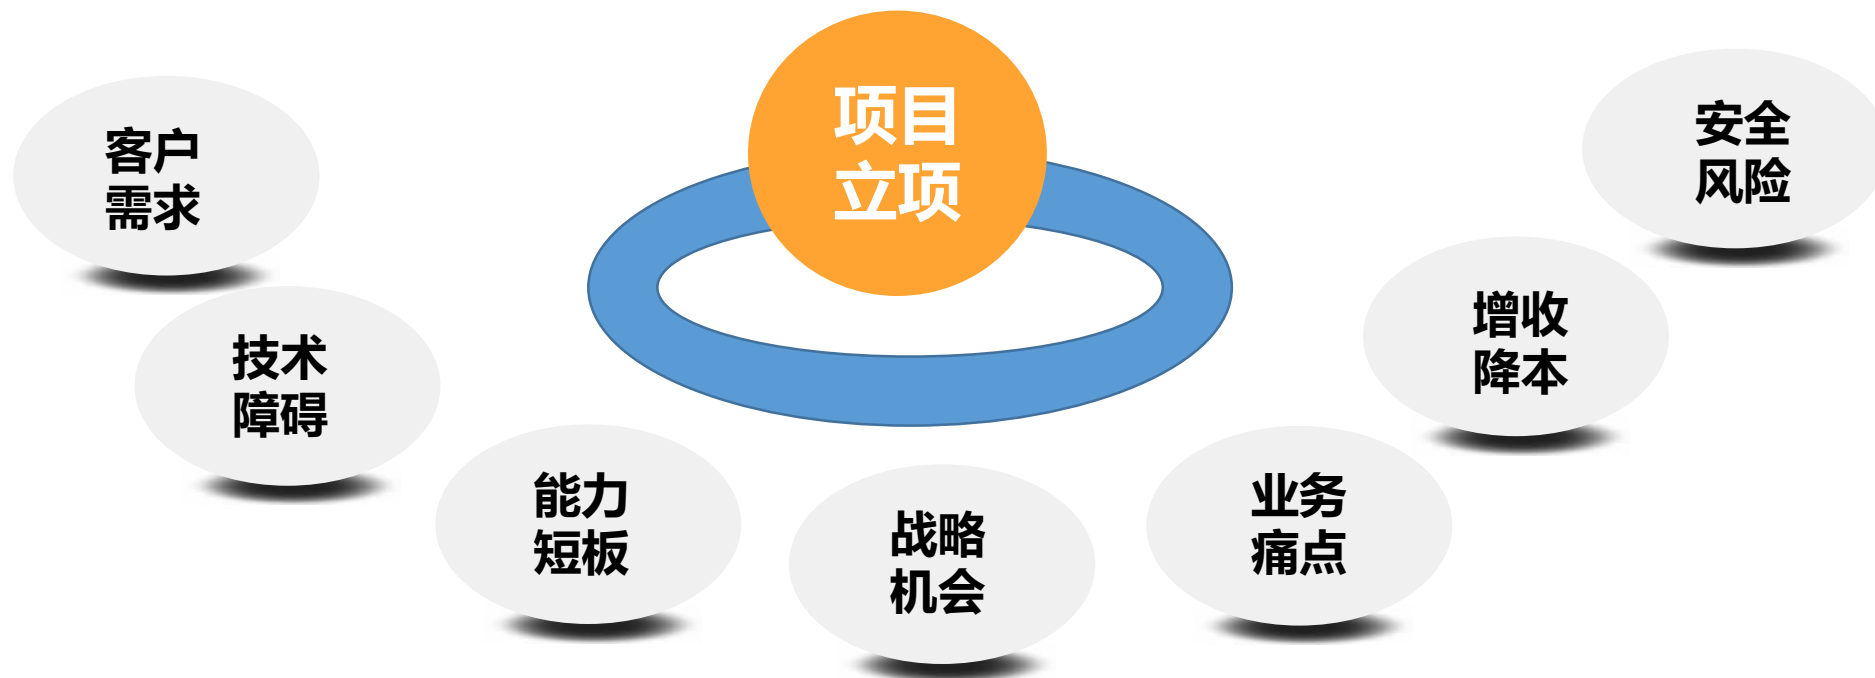 项目
立项
客户
需求
技术
障碍
能力
短板
战略
机会
业务
痛点
增收
降本
安全
风险